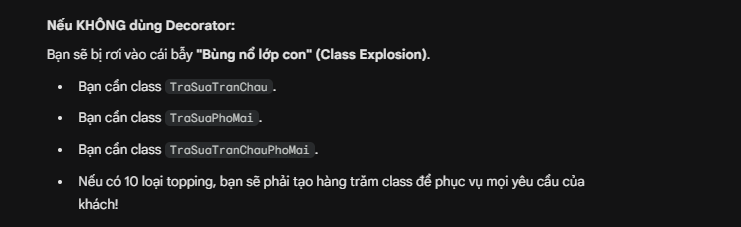 Nếu KHÔNG dùng Decorator:
Bạn sẽ bị rơi vào cái bẫy "Bùng nổ lớp con" (Class Explosion).
• Bạn cần class TraSuaTranChau.
• Bạn cần class TraSuaPhoMai.
• Bạn cần class TraSuaTranChauPhoMai.
• Nếu có 10 loại topping, bạn sẽ phải tạo hàng trăm class để phục vụ mọi yêu cầu của
khách!